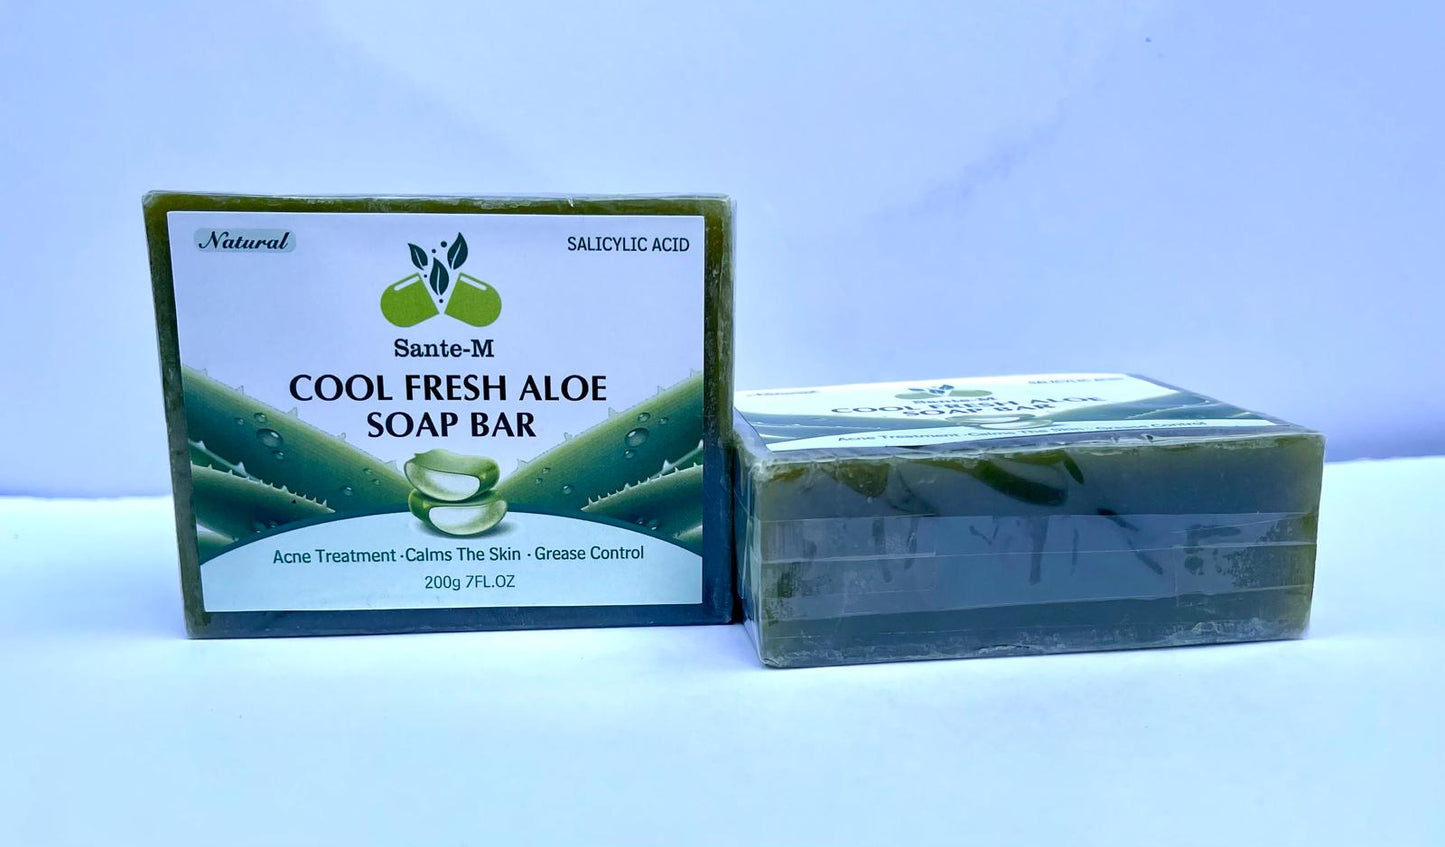 Natural
SALICYLIC ACID
Sante-M
COOL FRESH ALOE
SOAP BAR
Acne Treatment · Calms The Skin · Grease Control
200g 7FL.OZ
Natural
SALICYLIC ACID
Sante-M
COOL FRESH ALOE
SOAP BAR
Acne Treatment · Calms The Skin · Grease Control